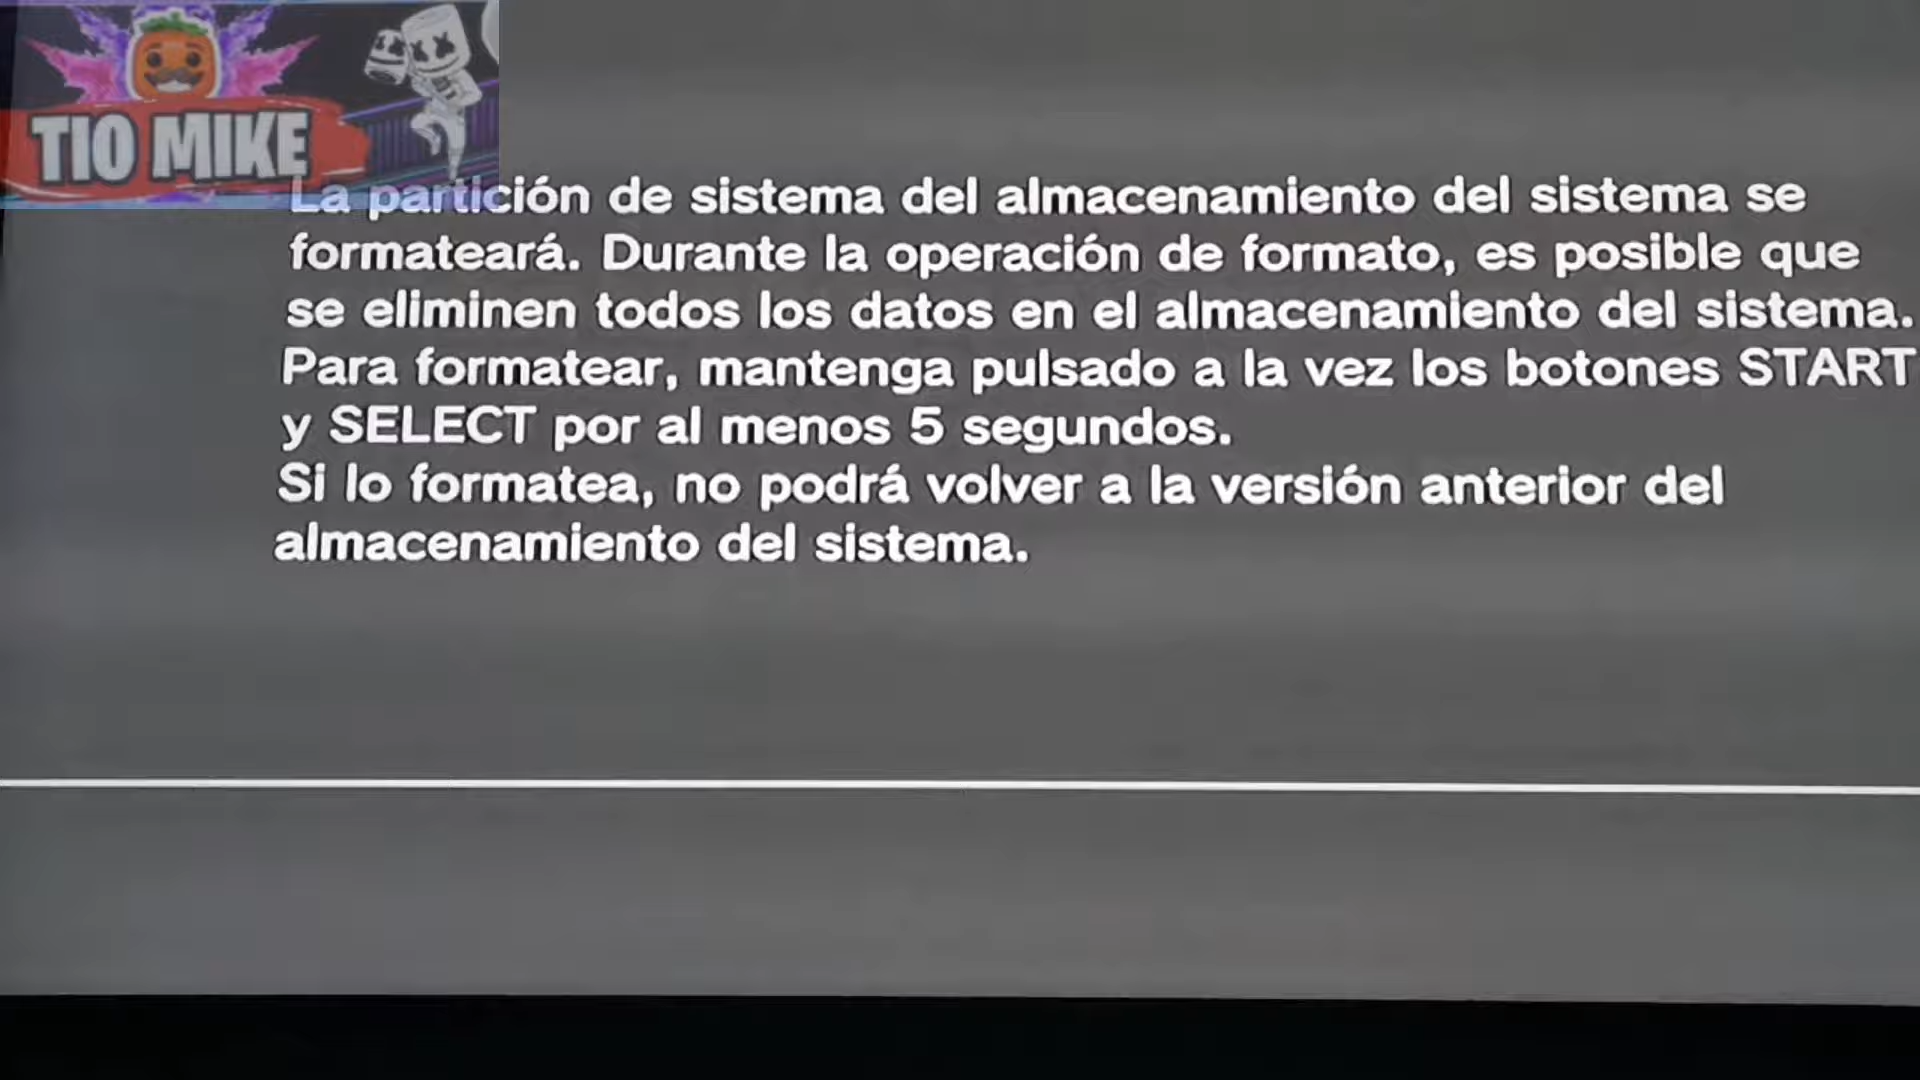 TIO MIKE
La partición de sistema del almacenamiento del sistema se
formateará. Durante la operación de formato, es posible que
se eliminen todos los datos en el almacenamiento del sistema.
Para formatear, mantenga pulsado a la vez los botones START
y SELECT por al menos 5 segundos.
Si lo formatea, no podrá volver a la versión anterior del
almacenamiento del sistema.